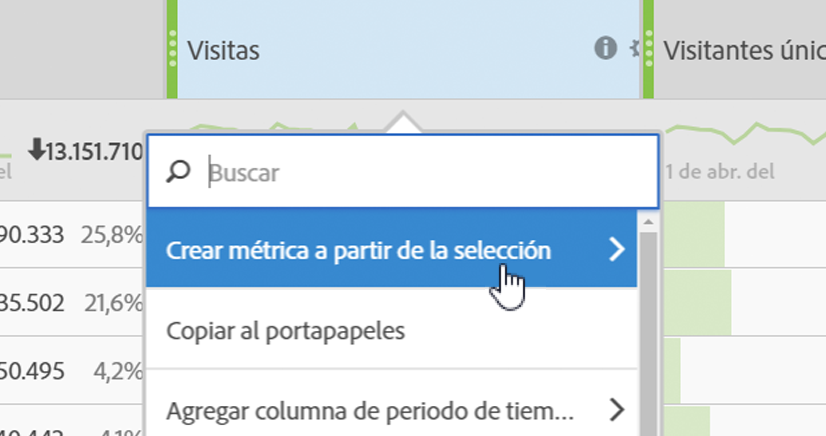 Visitas
Visitantes únic
13.151.710
el
Buscar
1 de abr. del
90.333 25,8%
Crear métrica a partir de la selección
35.502 21,6%
Copiar al portapapeles
50.495 4,2%
Agregar columna de periodo de tiem...